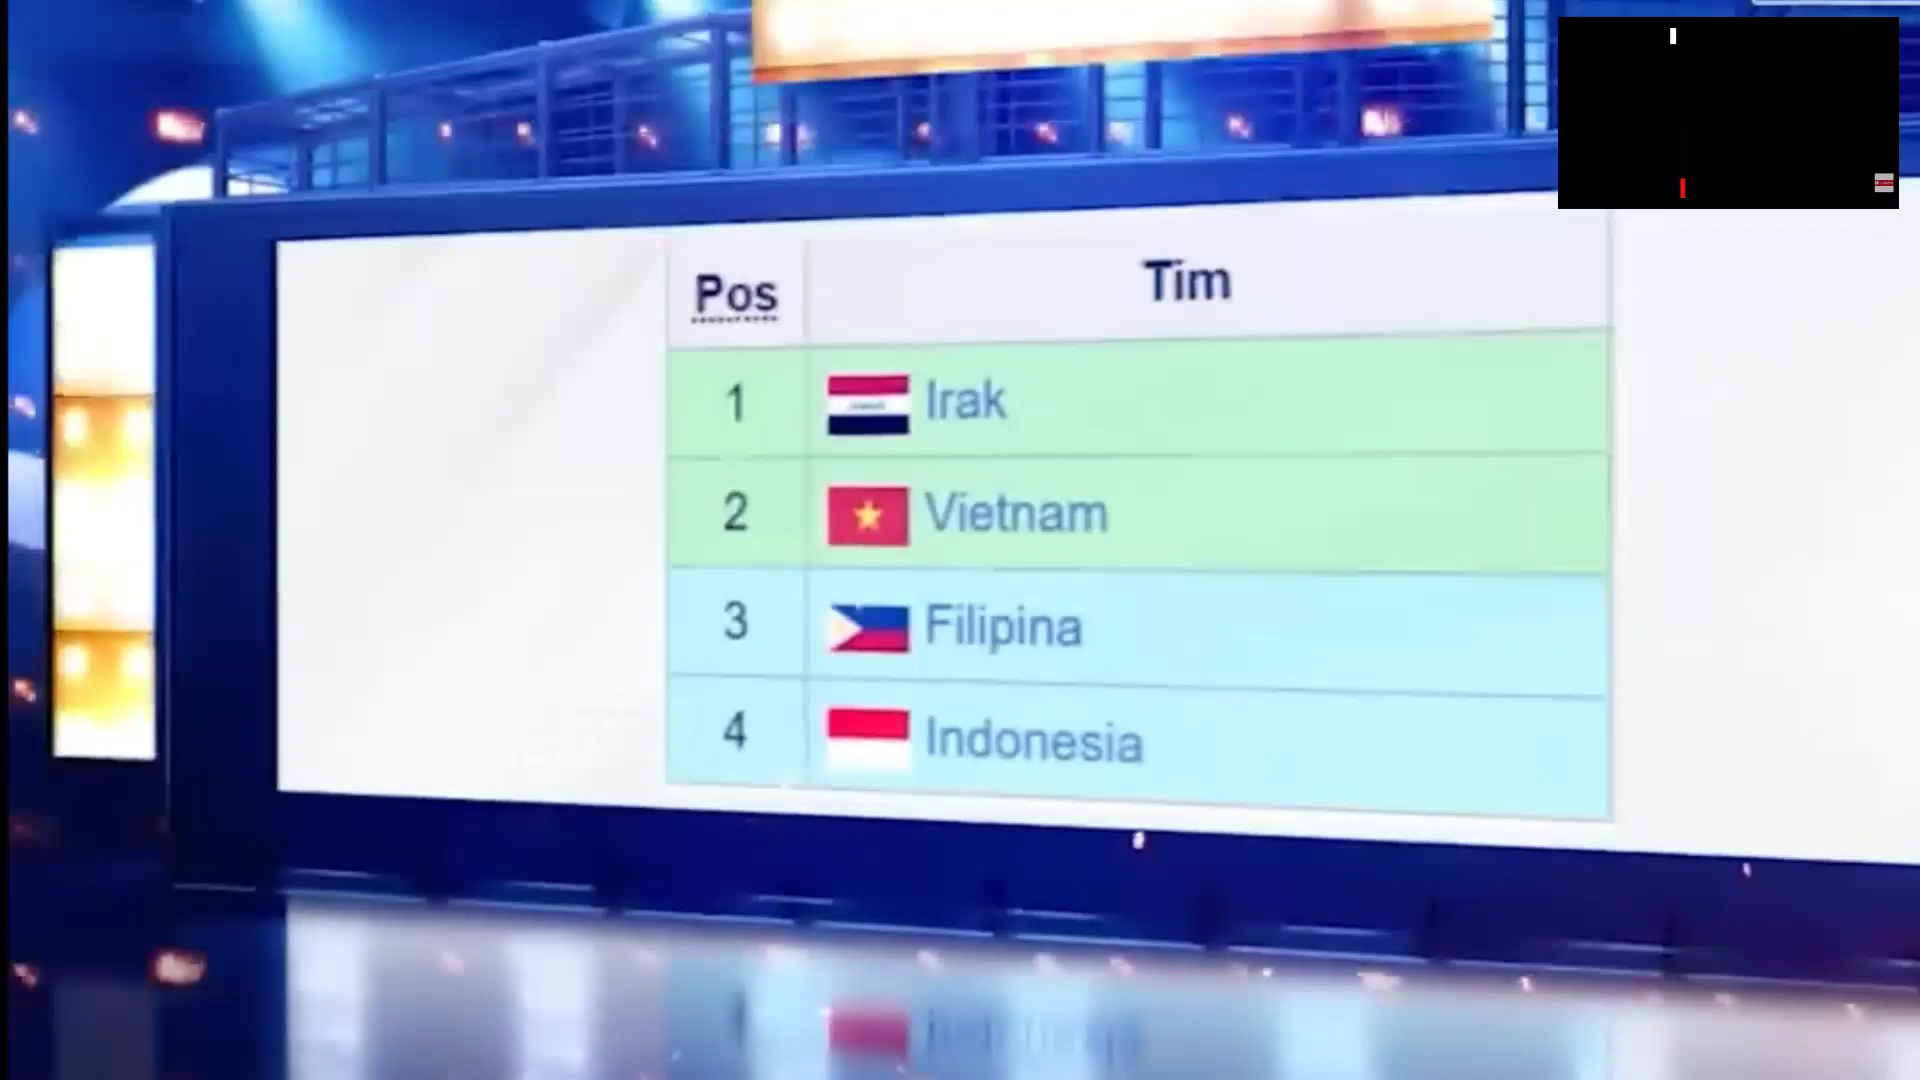 Pos Tim
1 Irak
2 Vietnam
3 Filipina
4 Indonesia